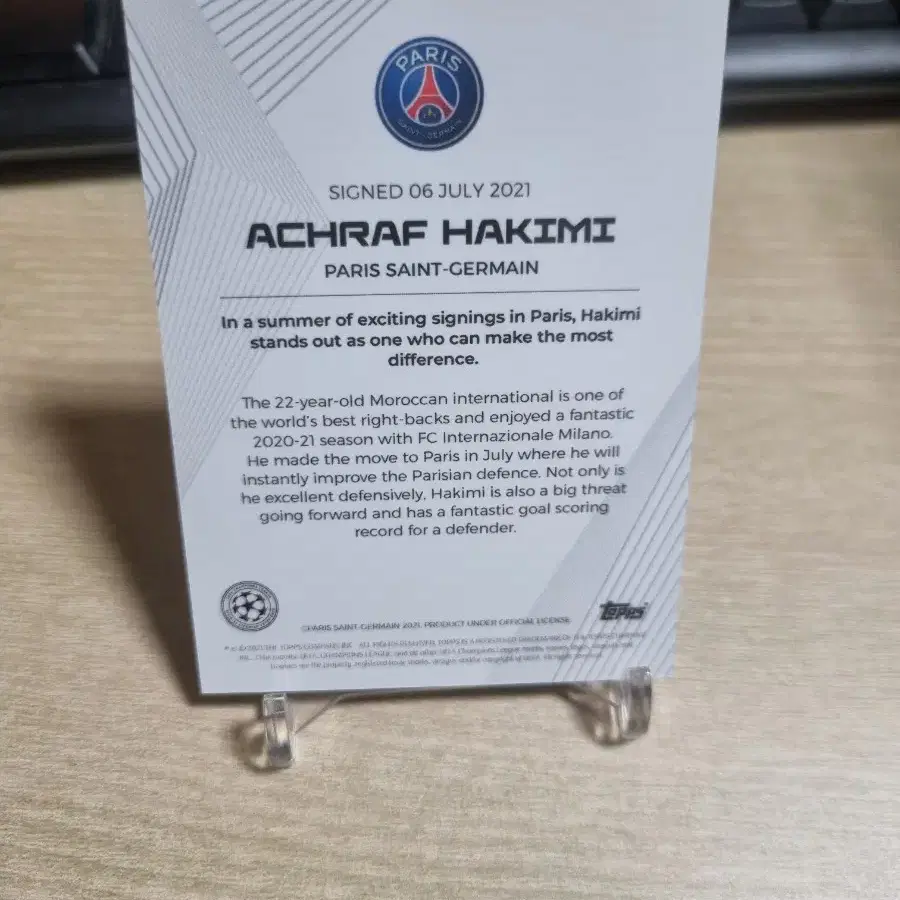 PARIS
SAINT-GERMAIN
SIGNED 06 JULY 2021
ACHRAF HAKIMI
PARIS SAINT-GERMAIN
In a summer of exciting signings in Paris, Hakimi
stands out as one who can make the most
difference.
The 22-year-old Moroccan international is one of
the world's best right-backs and enjoyed a fantastic
2020-21 season with FC Internazionale Milano.
He made the move to Paris in July where he will
instantly improve the Parisian defence. Not only is
he excellent defensively, Hakimi is also a big threat
going forward and has a fantastic goal scoring
record for a defender.
Topps
©PARIS SAINT-GERMAIN 2021. PRODUCT UNDER OFFICIAL LICENSE.